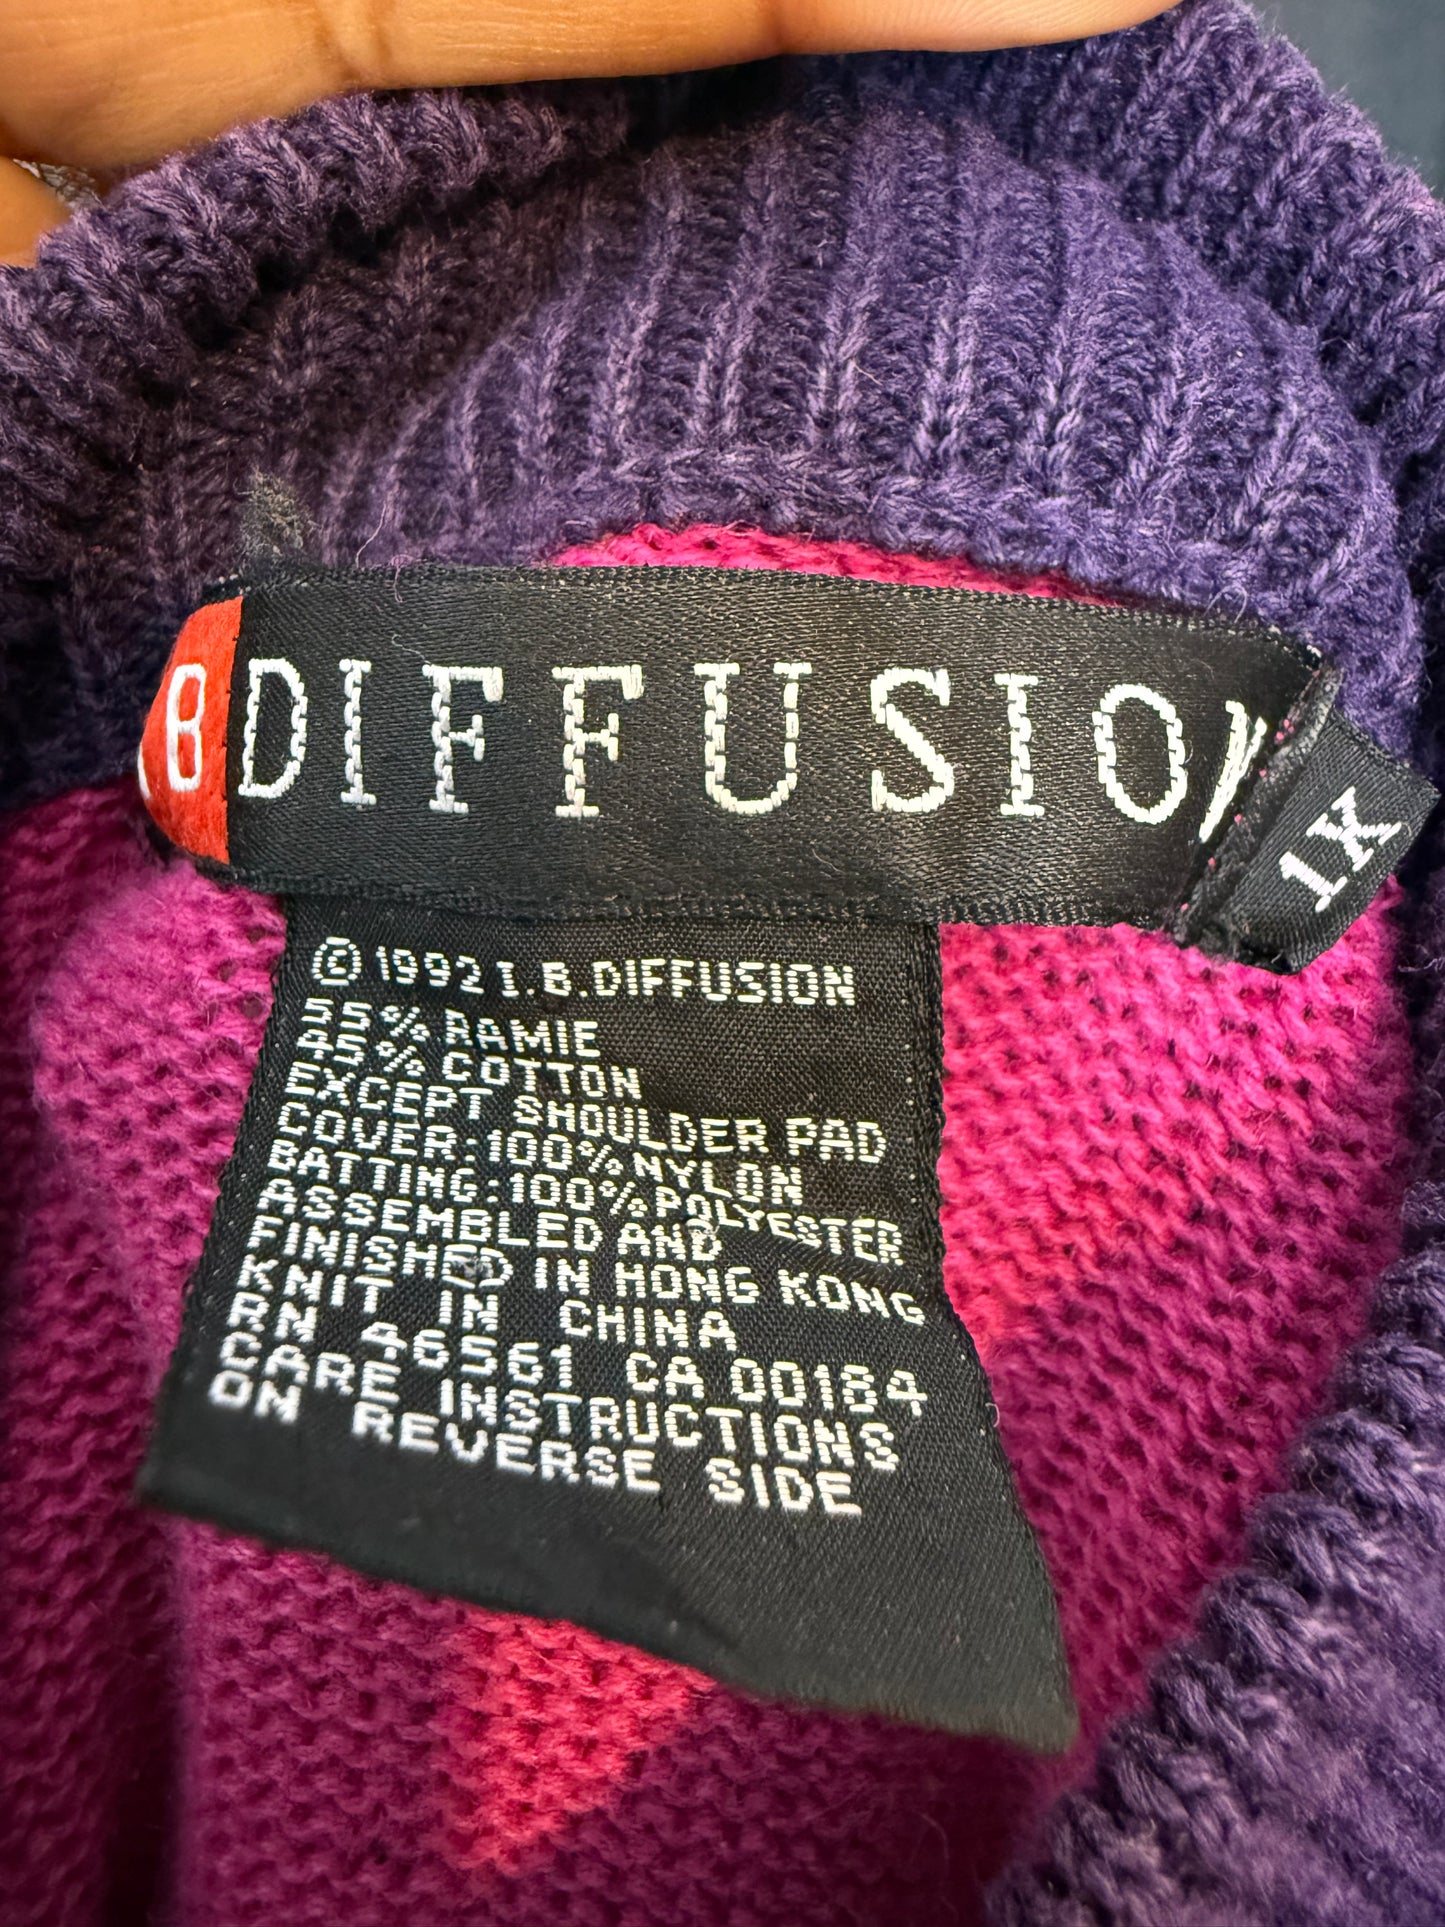 .B DIFFUSION
1X
© 1992 I.B.DIFFUSION
55% RAMIE
45% COTTON
EXCEPT SHOULDER PAD
COVER:100% NYLON
BATTING:100% POLYESTER
ASSEMBLED AND
FINISHED IN HONG KONG
KNIT IN CHINA
RN 46561 CA 00184
CARE INSTRUCTIONS
ON REVERSE SIDE